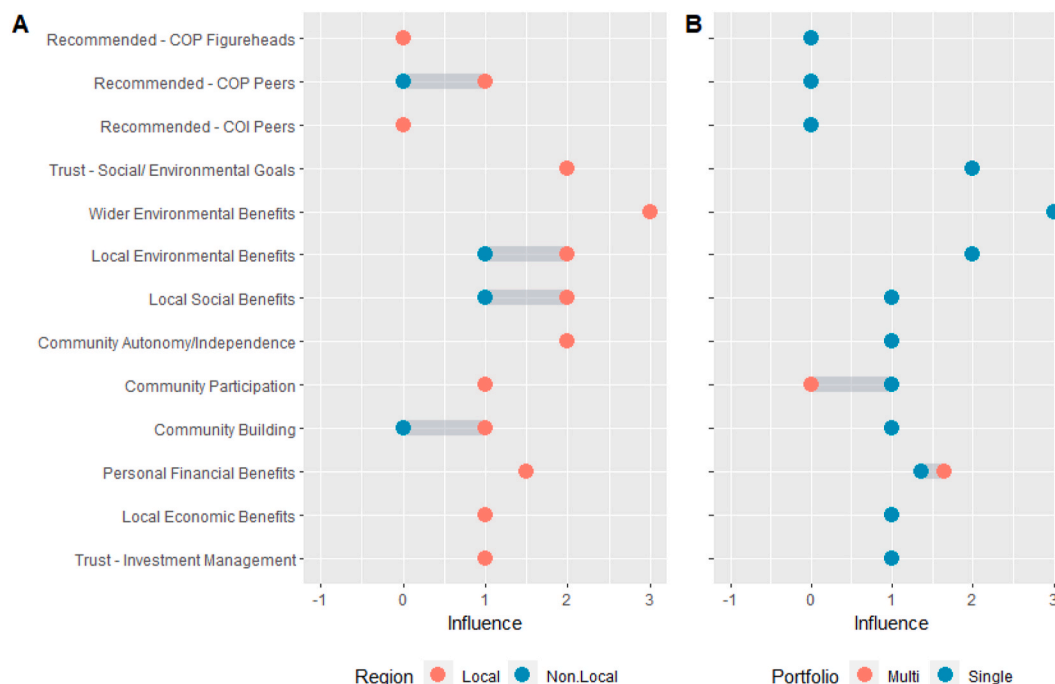 A
B
Recommended - COP Figureheads
Recommended - COP Peers
Recommended - COI Peers
Trust - Social/ Environmental Goals
Wider Environmental Benefits
Local Environmental Benefits
Local Social Benefits
Community Autonomy/Independence
Community Participation
Community Building
Personal Financial Benefits
Local Economic Benefits
Trust - Investment Management
-1 0 1 2 3
Influence
Region Local Non.Local
-1 0 1 2 3
Influence
Portfolio Multi Single